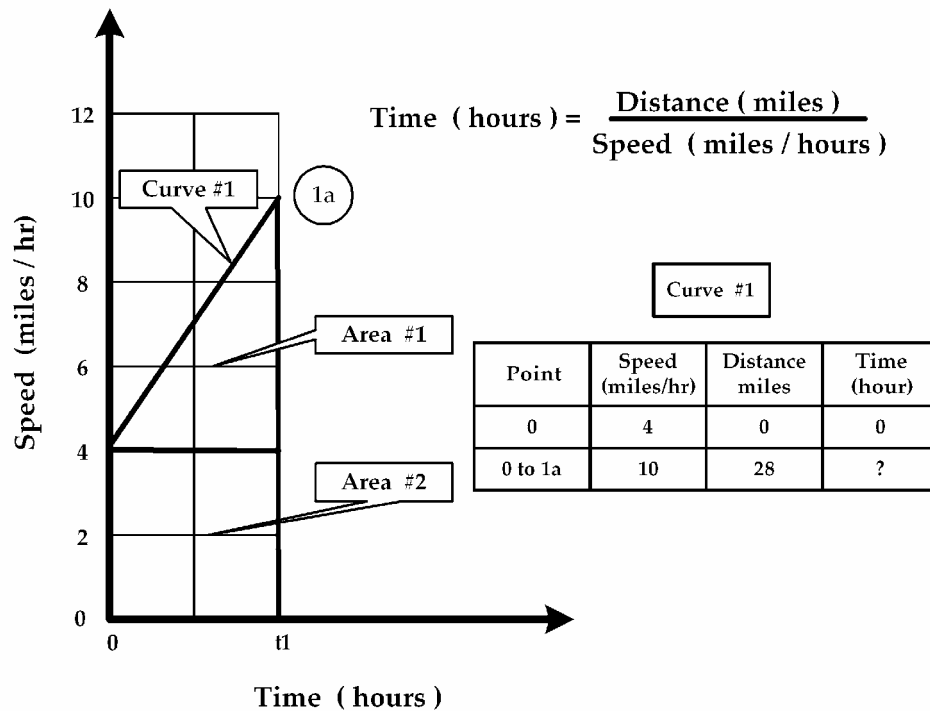 12
Time ( hours ) = Distance ( miles )
Speed ( miles / hours )
Curve #1
10
1a
8
Curve #1
Area #1
6
Speed (miles / hr)
Point Speed (miles/hr) Distance miles Time (hour)
0 4 0 0
0 to 1a 10 28 ?
4
Area #2
2
0
0 t1
Time ( hours )